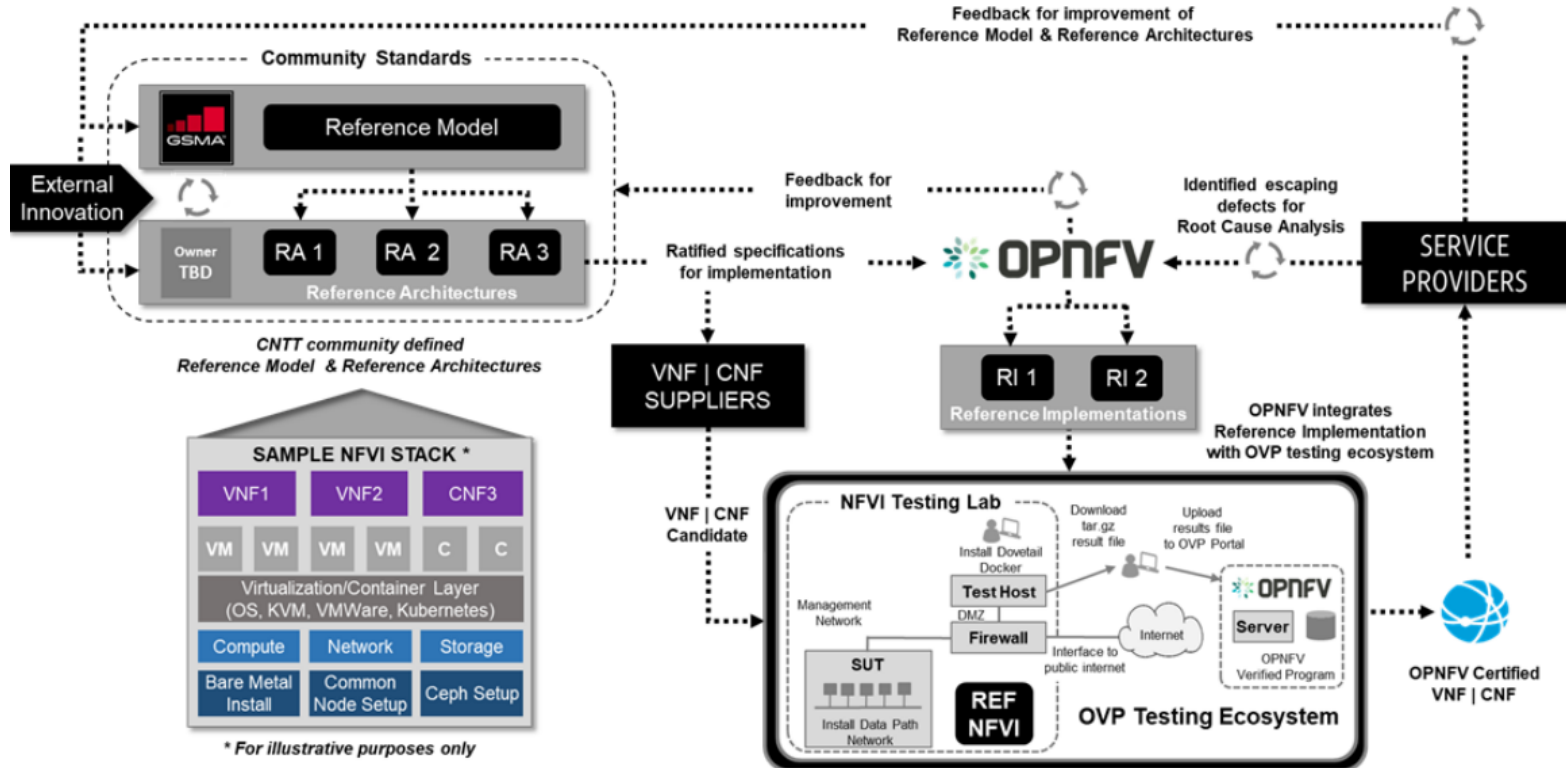 Feedback for improvement of
Reference Model & Reference Architectures
Community Standards
GSMA
Reference Model
External
Innovation
Owner
TBD
RA 1
RA 2
RA 3
Reference Architectures
CNTT community defined
Reference Model & Reference Architectures
Feedback for
improvement
Ratified specifications
for implementation
OPNFV
Identified escaping
defects for
Root Cause Analysis
SERVICE
PROVIDERS
VNF | CNF
SUPPLIERS
RI 1
RI 2
Reference Implementations
OPNFV integrates
Reference Implementation
with OVP testing ecosystem
SAMPLE NFVI STACK *
VNF1
VNF2
CNF3
VM
VM
VM
VM
C
C
Virtualization/Container Layer
(OS, KVM, VMWare, Kubernetes)
Compute
Network
Storage
Bare Metal
Install
Common
Node Setup
Ceph Setup
* For illustrative purposes only
VNF | CNF
Candidate
NFVI Testing Lab
Install Dovetail
Docker
Test Host
DMZ
Firewall
Management
Network
SUT
Install Data Path
Network
Interface to
public internet
Internet
REF
NFVI
Download
tar.gz
result file
Upload
results file
to OVP Portal
OPNFV
Server
OPNFV
Verified Program
OVP Testing Ecosystem
OPNFV Certified
VNF | CNF